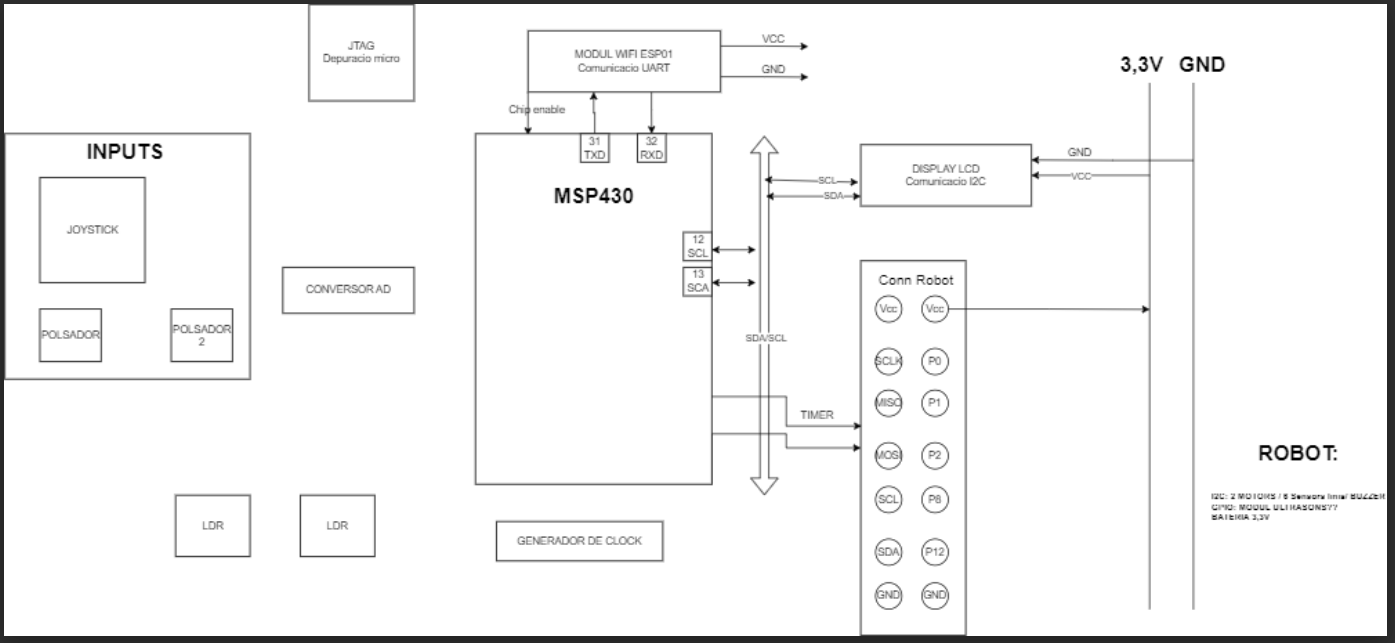 JTAG
Depuracio micro
MODUL WIFI ESP01
Comunicacio UART
VCC
GND
Chip enable
31
TXD
32
RXD
MSP430
12
SCL
13
SCA
INPUTS
JOYSTICK
POLSADOR
POLSADOR
2
CONVERSOR AD
LDR
LDR
GENERADOR DE CLOCK
SDA/SCL
TIMER
SCL
SDA
DISPLAY LCD
Comunicacio I2C
GND
VCC
3,3V GND
Conn Robot
Vcc Vcc
SCLK P0
MISO P1
MOSI P2
SCL P8
SDA P12
GND GND
ROBOT:
I2C: 2 MOTORS / 6 Sensors linia/ BUZZER
GPIO: MODUL ULTRASONS??
BATERIA 3,3V